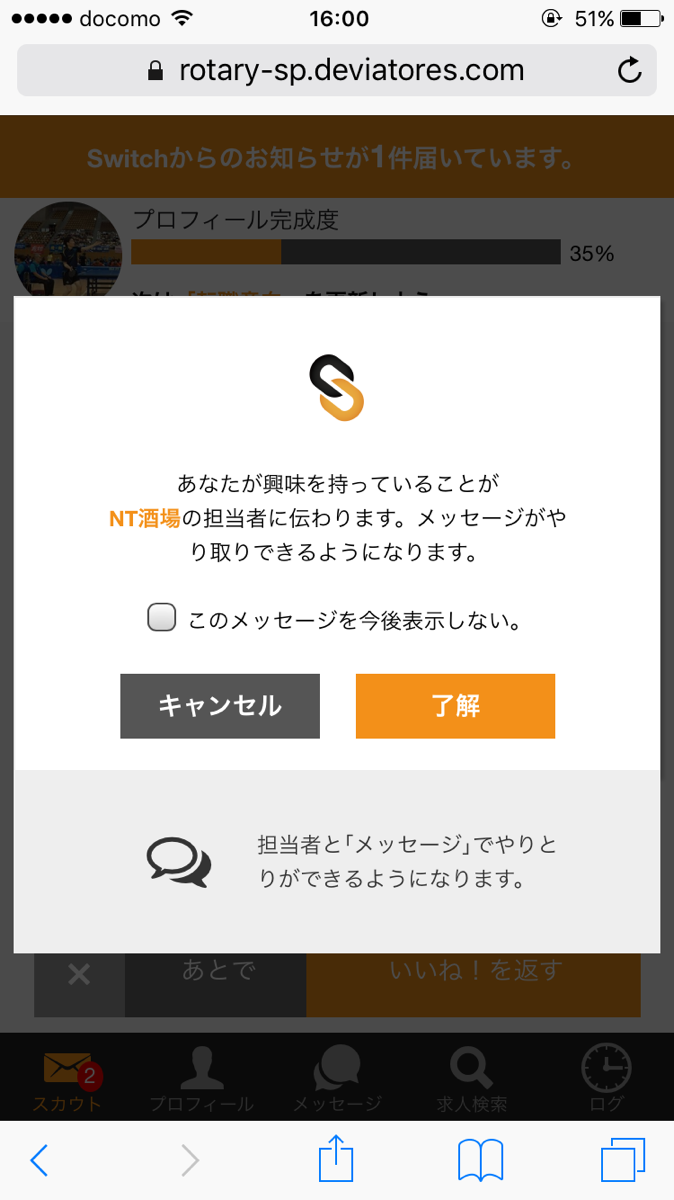 docomo 16:00 51%
rotary-sp.deviatores.com
Switchからのお知らせが1件届いています。
プロフィール完成度
35%
あなたが興味を持っていることが
NT酒場の担当者に伝わります。メッセージがや
り取りできるようになります。
このメッセージを今後表示しない。
キャンセル 了解
担当者と「メッセージ」でやりと
りができるようになります。
× あとで いいね！を返す
2
スカウト プロフィール メッセージ 求人検索 ログ